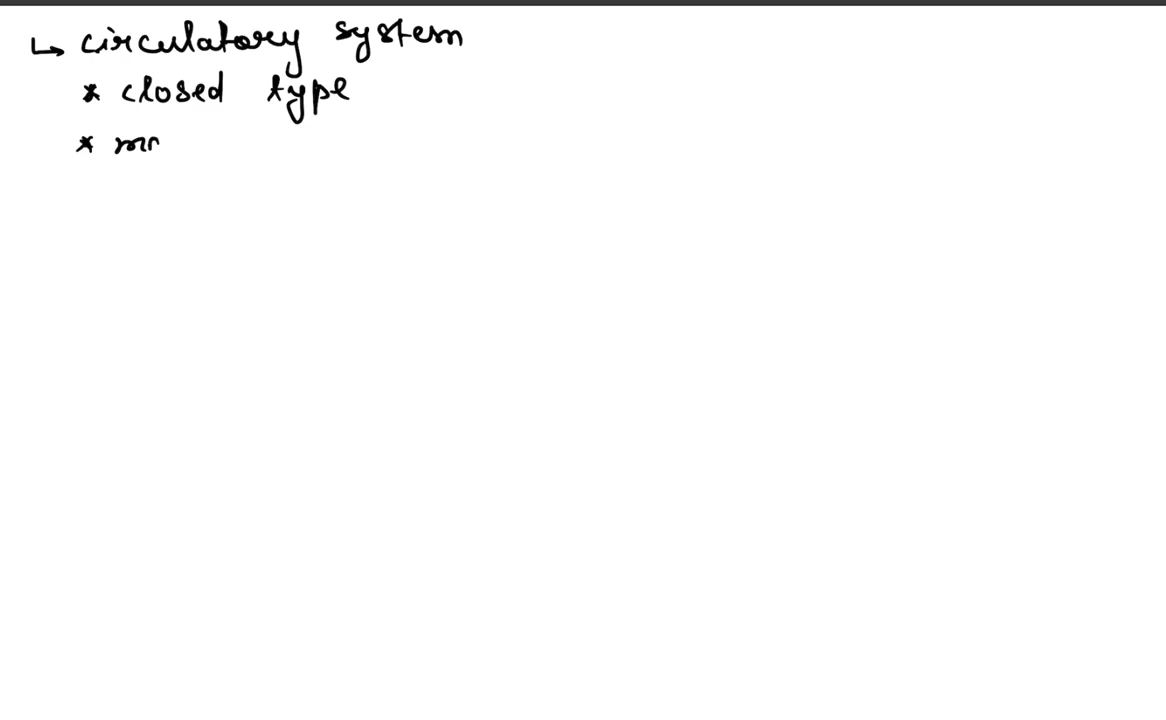 ↳ circulatory system
* closed type
*